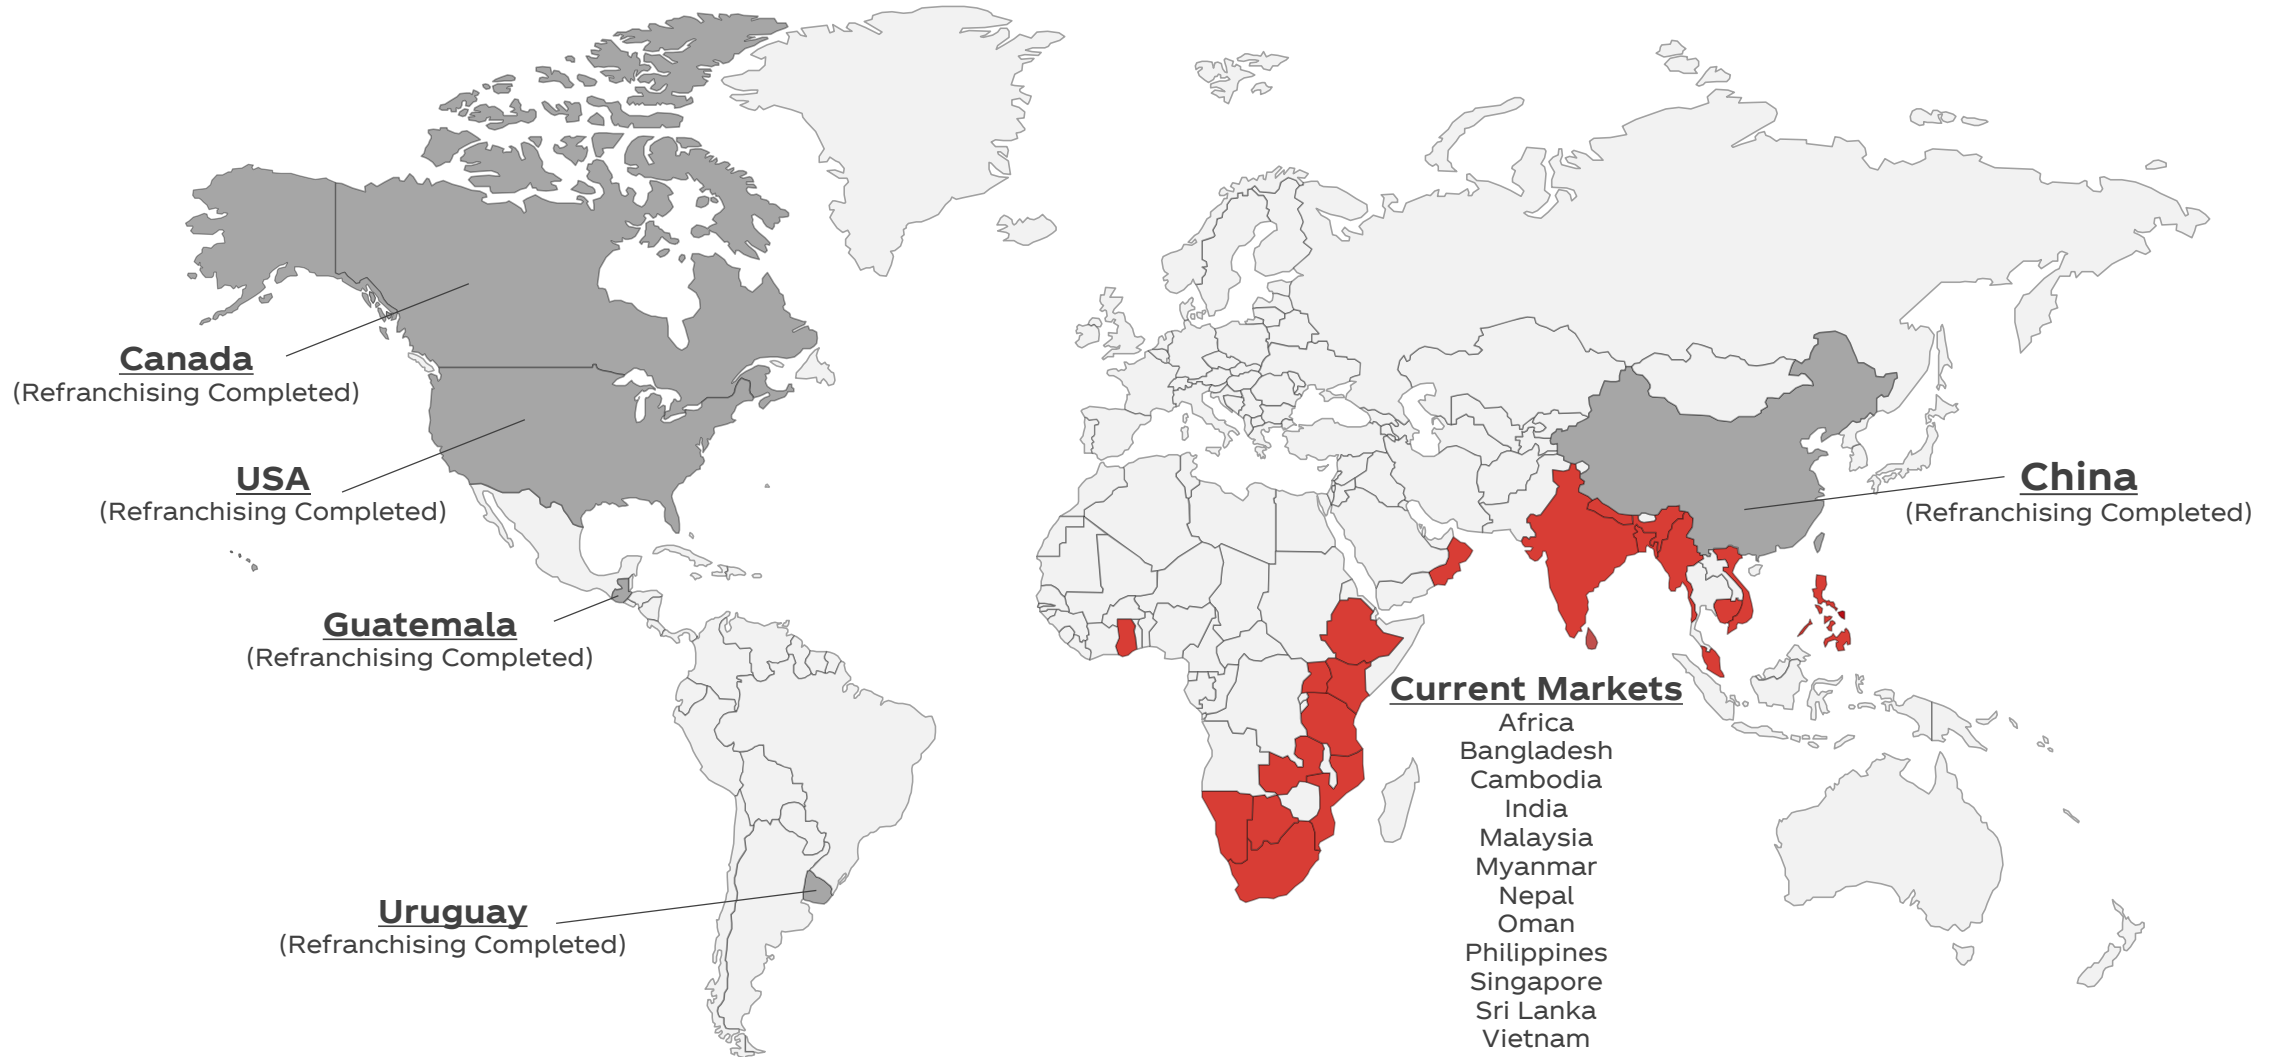 Canada
(Refranchising Completed)
USA
(Refranchising Completed)
China
(Refranchising Completed)
Guatemala
(Refranchising Completed)
Uruguay
(Refranchising Completed)
Current Markets
Africa
Bangladesh
Cambodia
India
Malaysia
Myanmar
Nepal
Oman
Philippines
Singapore
Sri Lanka
Vietnam